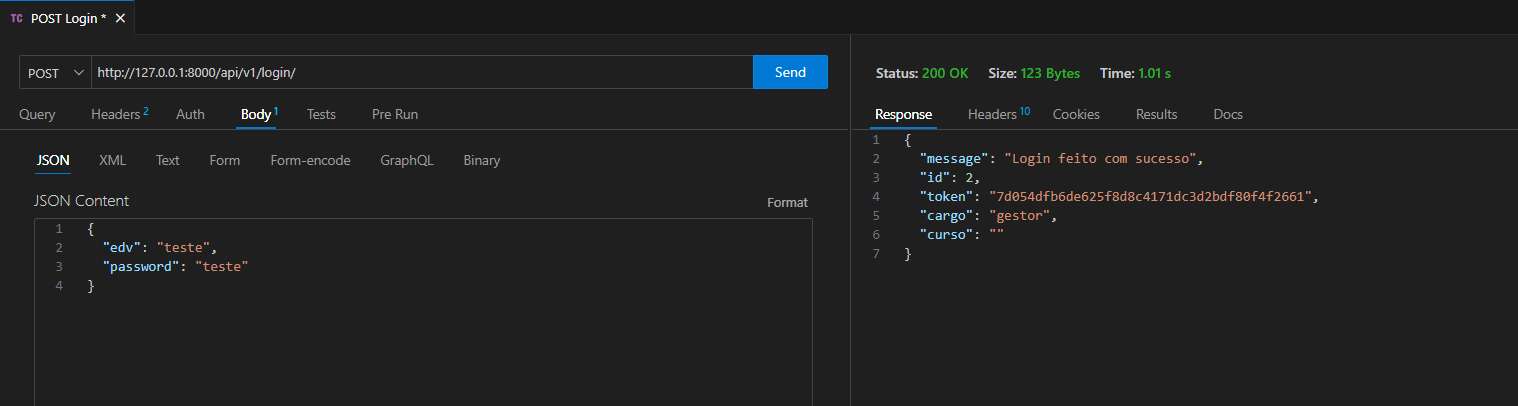 TC POST Login * ×
POST http://127.0.0.1:8000/api/v1/login/ Send
Query Headers 2 Auth Body 1 Tests Pre Run
JSON XML Text Form Form-encode GraphQL Binary
JSON Content Format
1 {
2 "edv": "teste",
3 "password": "teste"
4 }
Status: 200 OK Size: 123 Bytes Time: 1.01 s
Response Headers 10 Cookies Results Docs
1 {
2 "message": "Login feito com sucesso",
3 "id": 2,
4 "token": "7d054dfb6de625f8d8c4171dc3d2bdf80f4f2661",
5 "cargo": "gestor",
6 "curso": ""
7 }